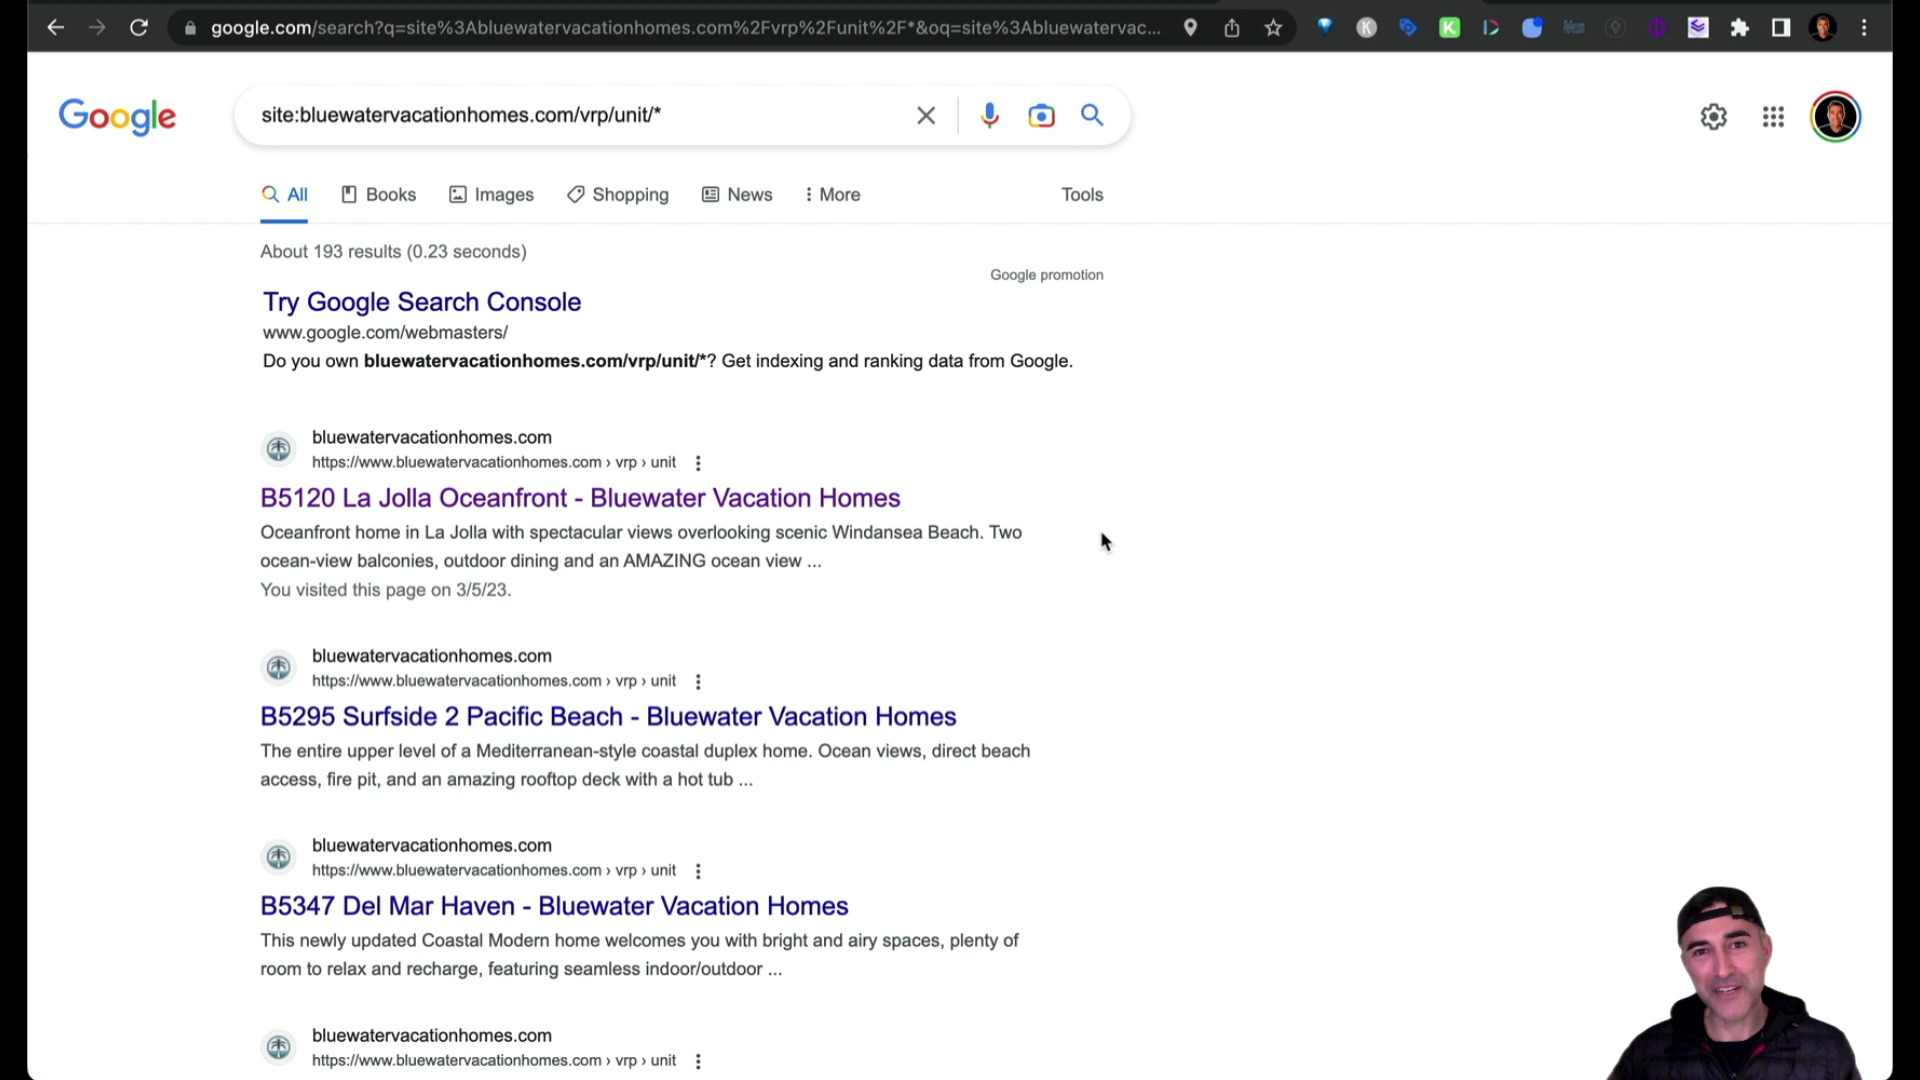 google.com/search?q=site%3Abluewatervacationhomes.com%2Fvrp%2Funit%2F*&oq=site%3Abluewatervac...
Google
site:bluewatervacationhomes.com/vrp/unit/*
All Books Images Shopping News More Tools
About 193 results (0.23 seconds)
Google promotion
Try Google Search Console
www.google.com/webmasters/
Do you own bluewatervacationhomes.com/vrp/unit/*? Get indexing and ranking data from Google.
bluewatervacationhomes.com
https://www.bluewatervacationhomes.com › vrp › unit
B5120 La Jolla Oceanfront - Bluewater Vacation Homes
Oceanfront home in La Jolla with spectacular views overlooking scenic Windansea Beach. Two
ocean-view balconies, outdoor dining and an AMAZING ocean view ...
You visited this page on 3/5/23.
bluewatervacationhomes.com
https://www.bluewatervacationhomes.com › vrp › unit
B5295 Surfside 2 Pacific Beach - Bluewater Vacation Homes
The entire upper level of a Mediterranean-style coastal duplex home. Ocean views, direct beach
access, fire pit, and an amazing rooftop deck with a hot tub ...
bluewatervacationhomes.com
https://www.bluewatervacationhomes.com › vrp › unit
B5347 Del Mar Haven - Bluewater Vacation Homes
This newly updated Coastal Modern home welcomes you with bright and airy spaces, plenty of
room to relax and recharge, featuring seamless indoor/outdoor ...
bluewatervacationhomes.com
https://www.bluewatervacationhomes.com › vrp › unit